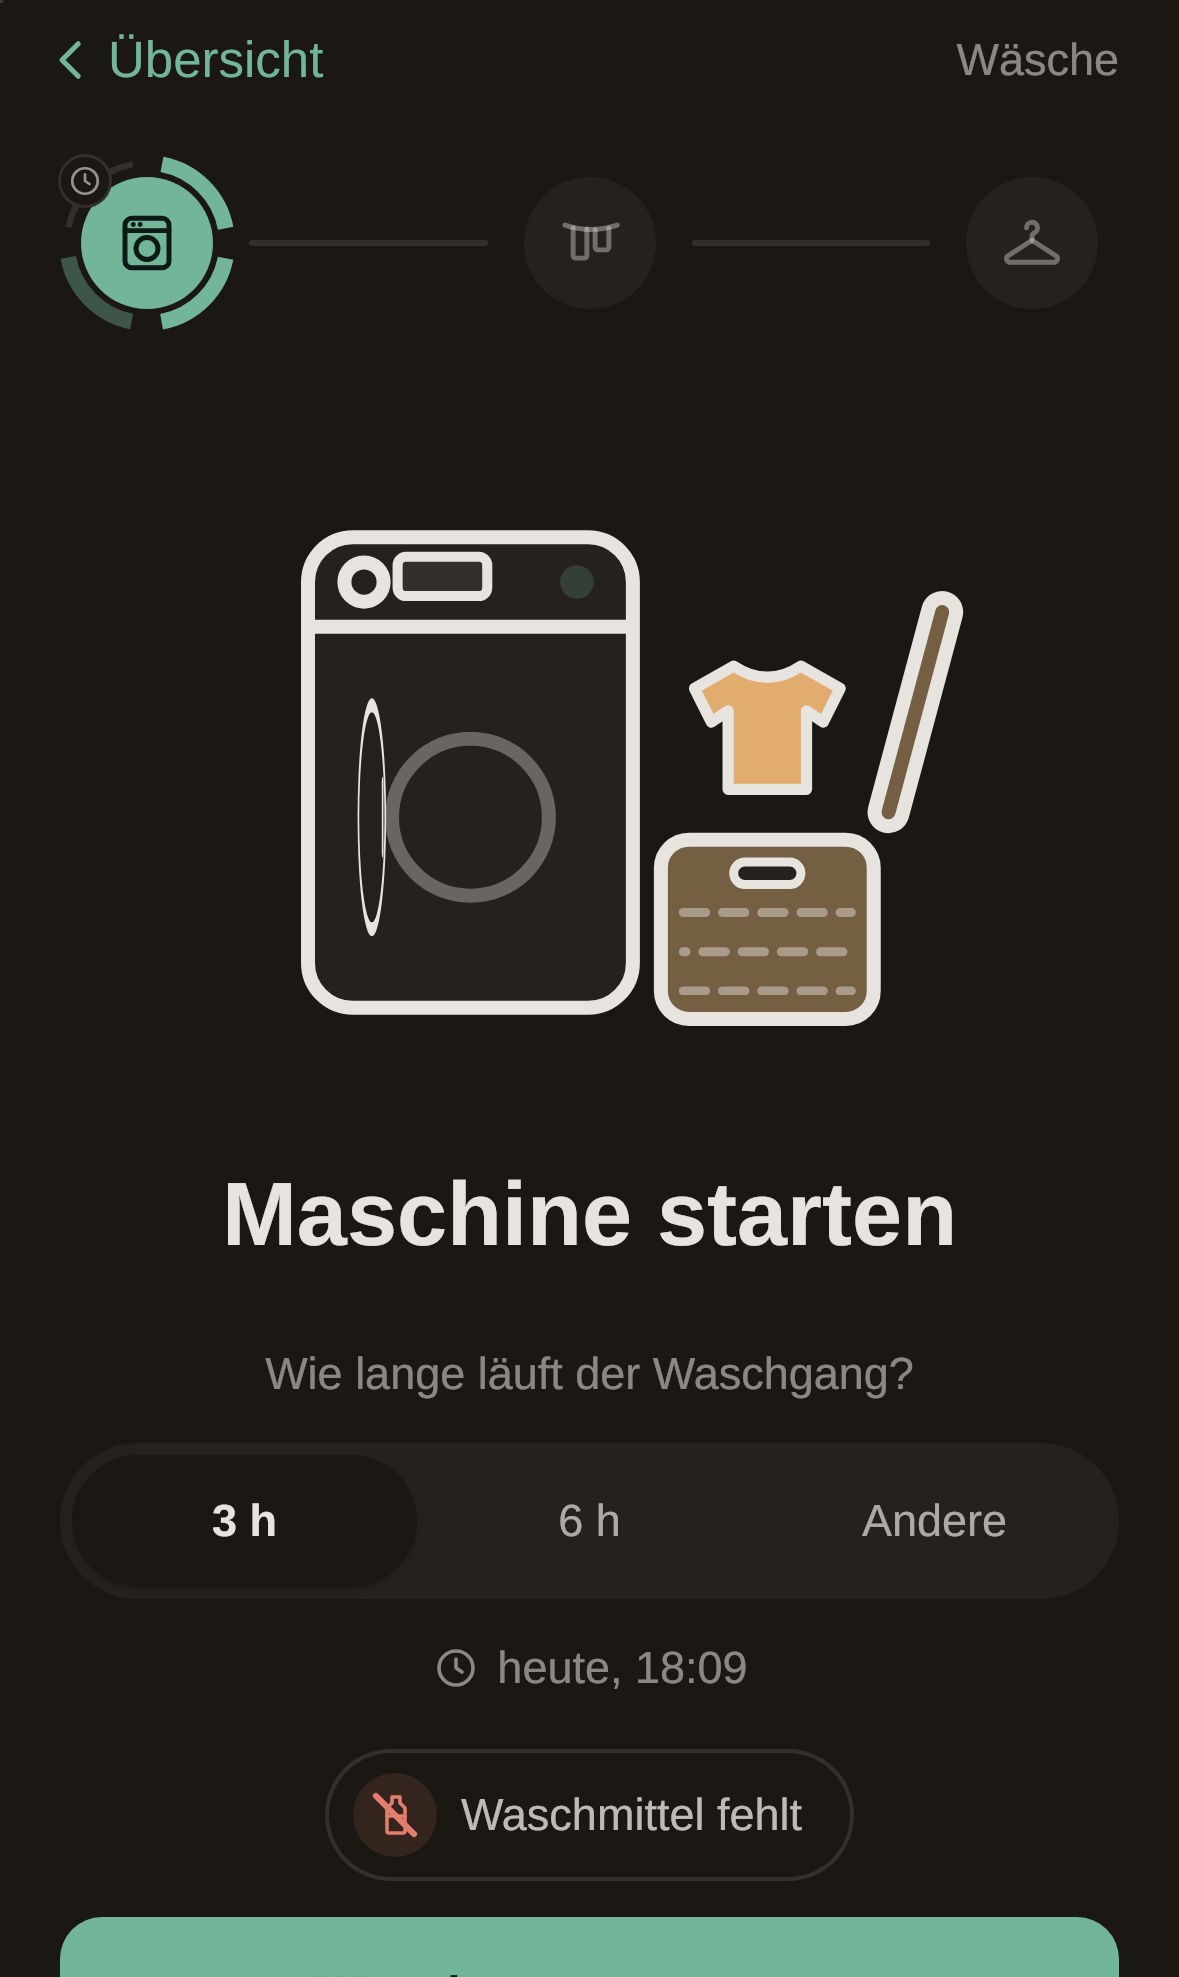 Übersicht
Wäsche
Maschine starten
Wie lange läuft der Waschgang?
3 h
6 h
Andere
heute, 18:09
Waschmittel fehlt